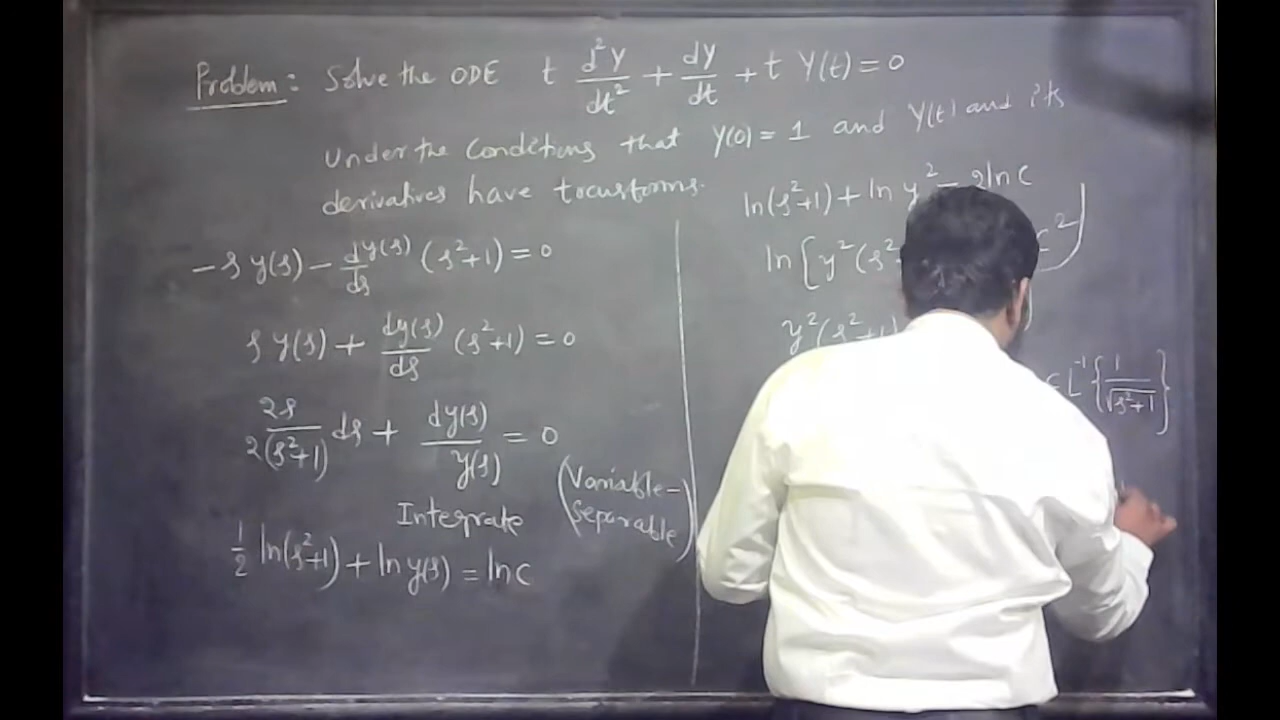 Problem: Solve the ODE t d²Y/dt² + dY/dt + t Y(t) = 0
Under the Conditions that Y(0) = 1 and Y(t) and its
derivatives have
- s y(s) - dy(s)/ds (s²+1) = 0
s y(s) + dy(s)/ds (s²+1) = 0
2s/2(s²+1) ds + dy(s)/y(s) = 0
(Variable-
Separable)
Integrate
1/2 ln(s²+1) + ln y(s) = ln c
ln(s²+1) + ln y² = 2 ln c
ln [y²(s² c²
y²(s²+1)
L⁻¹ {1/√s²+1}